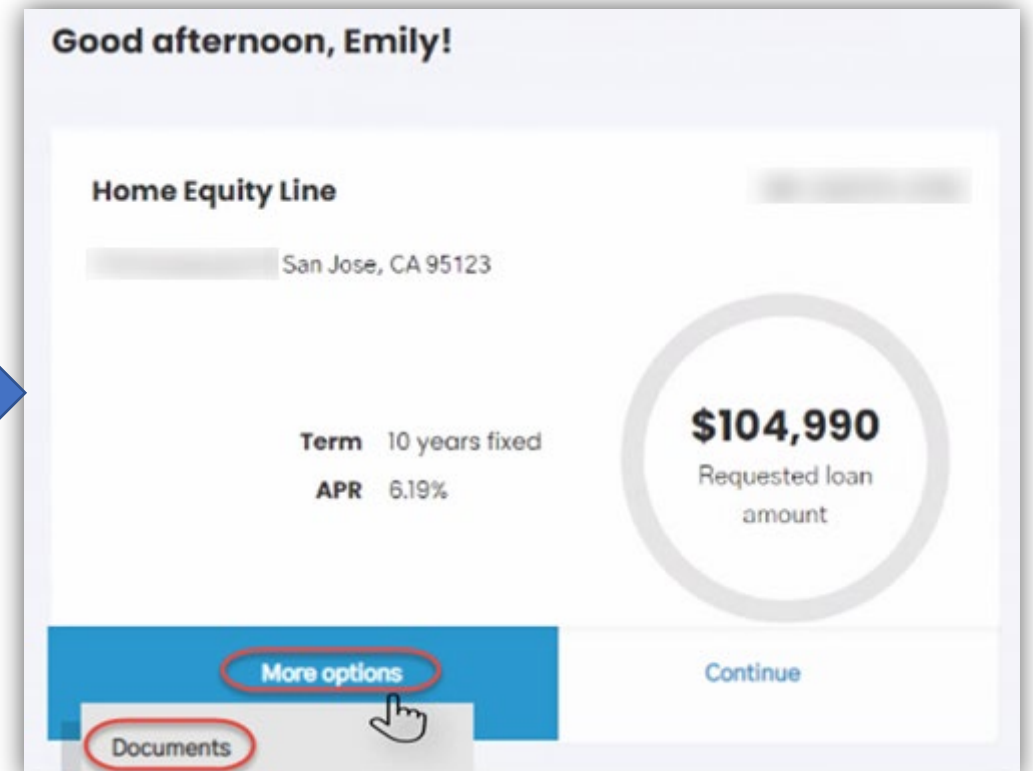 Good afternoon, Emily!
Home Equity Line
San Jose, CA 95123
Term 10 years fixed
APR 6.19%
$104,990
Requested loan
amount
More options
Continue
Documents